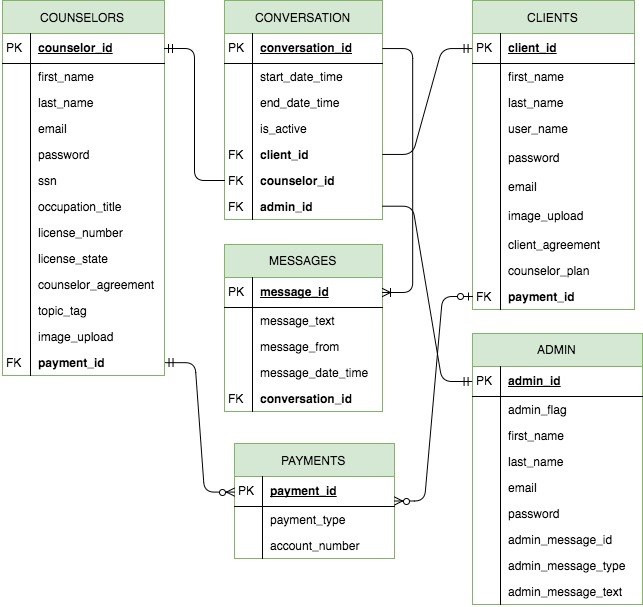 COUNSELORS
PK counselor_id
first_name
last_name
email
password
ssn
occupation_title
license_number
license_state
counselor_agreement
topic_tag
image_upload
FK payment_id
CONVERSATION
PK conversation_id
start_date_time
end_date_time
is_active
FK client_id
FK counselor_id
FK admin_id
MESSAGES
PK message_id
message_text
message_from
message_date_time
FK conversation_id
PAYMENTS
PK payment_id
payment_type
account_number
CLIENTS
PK client_id
first_name
last_name
user_name
password
email
image_upload
client_agreement
counselor_plan
FK payment_id
ADMIN
PK admin_id
admin_flag
first_name
last_name
email
password
admin_message_id
admin_message_type
admin_message_text